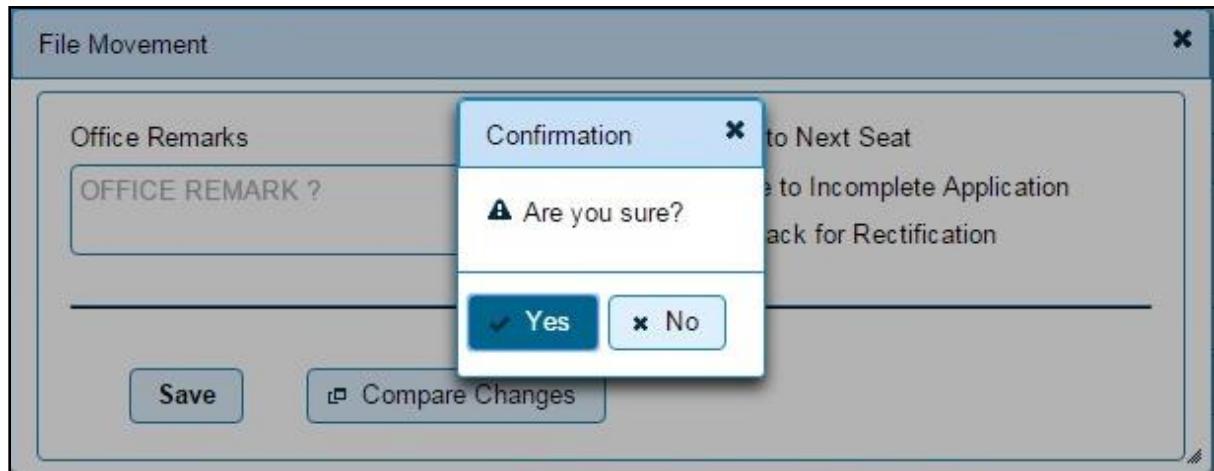 File Movement
Office Remarks
OFFICE REMARK ?
to Next Seat
to Incomplete Application
for Rectification
Confirmation
Are you sure?
Yes
No
Save
Compare Changes